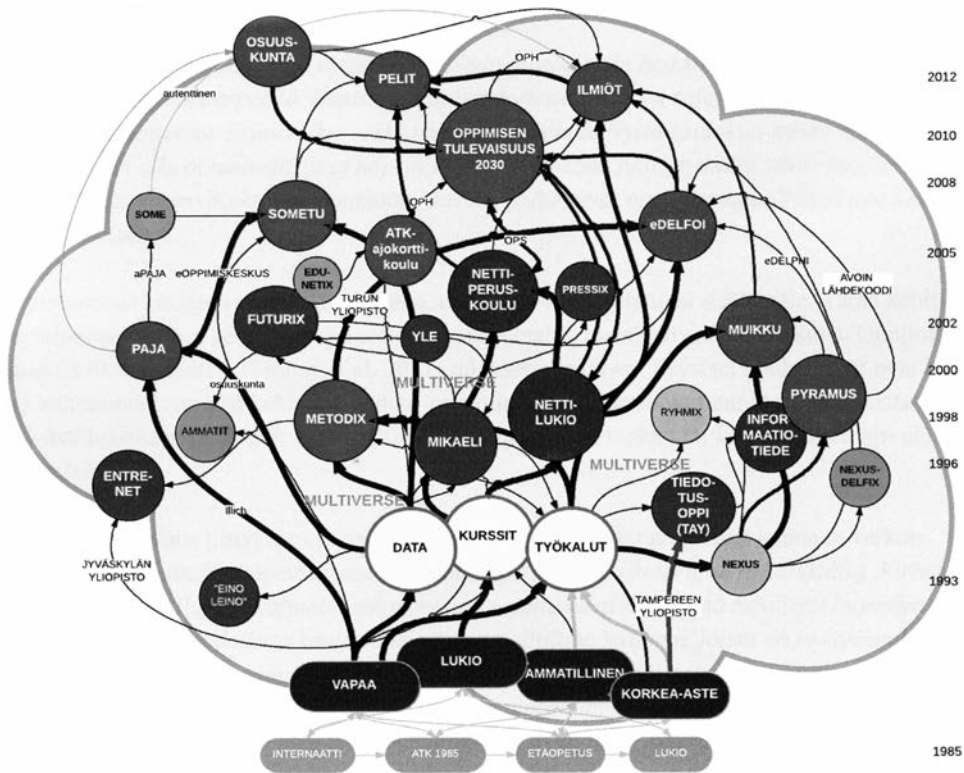 OSUUS-
KUNTA
PELIT
OPH
ILMIÖT
2012
autenttinen
OPPIMISEN
TULEVAISUUS
2030
2010
2008
SOME
SOMETU
OPH
ATK-
ajokortti-
koulu
eDELFOI
OPS
2005
aPAJA
eOPPIMISKESKUS
EDU-
NETIX
TURUN
YLIOPISTO
NETTI-
PERUS-
KOULU
PRESSIX
eDELPHI
AVOIN
LÄHDEKOODI
FUTURIX
YLE
MUIKKU
2002
PAJA
osuuskunta
MULTIVERSE
2000
AMMATIT
METODIX
MIKAELI
NETTI-
LUKIO
RYHMIX
PYRAMUS
INFOR
MAATIO-
TIEDE
1998
ENTRE-
NET
MULTIVERSE
MULTIVERSE
TIEDO-
TUS-
OPPI
(TAY)
NEXUS-
DELFIX
1996
Illich
DATA
KURSSIT
TYÖKALUT
NEXUS
JYVÄSKYLÄN
YLIOPISTO
"EINO
LEINO"
TAMPEREEN
YLIOPISTO
1993
VAPAA
LUKIO
AMMATILLINEN
KORKEA-ASTE
INTERNAATTI
ATK 1985
ETÄOPETUS
LUKIO
1985